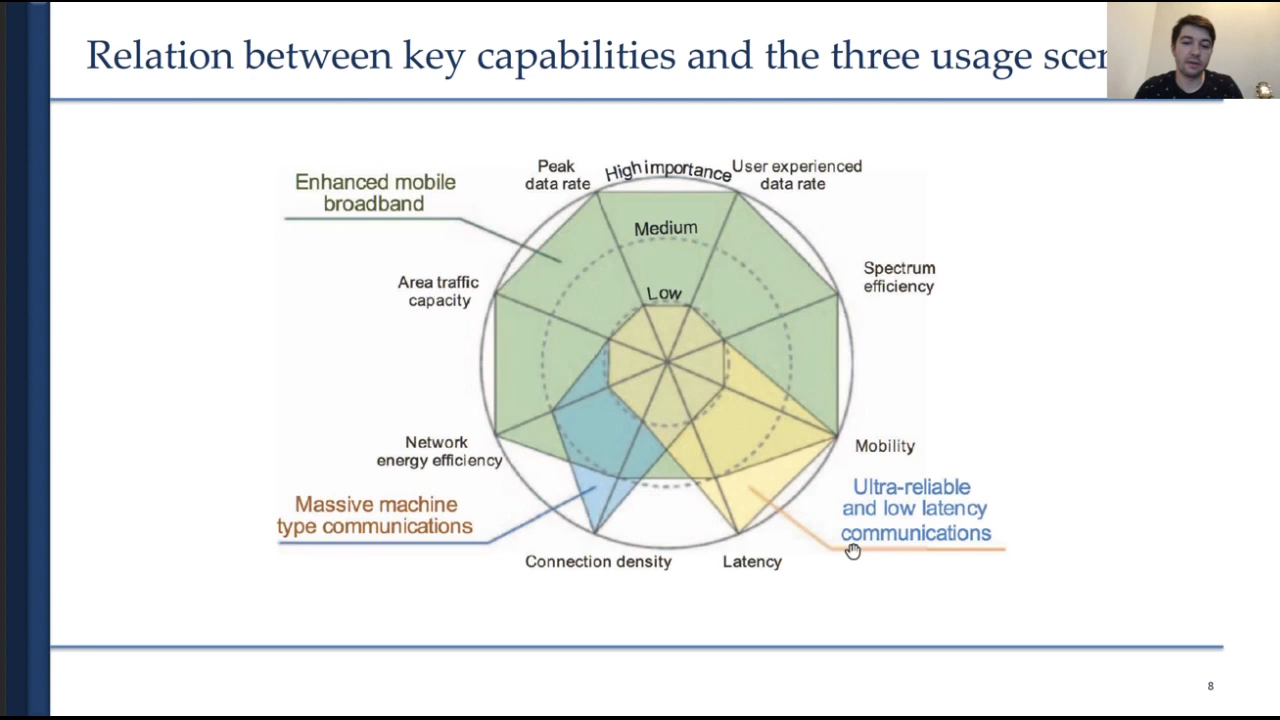 Relation between key capabilities and the three usage scen
Peak
data rate
High importance
User experienced
data rate
Enhanced mobile
broadband
Medium
Area traffic
capacity
Spectrum
efficiency
Low
Network
energy efficiency
Mobility
Massive machine
type communications
Ultra-reliable
and low latency
communications
Connection density
Latency
8